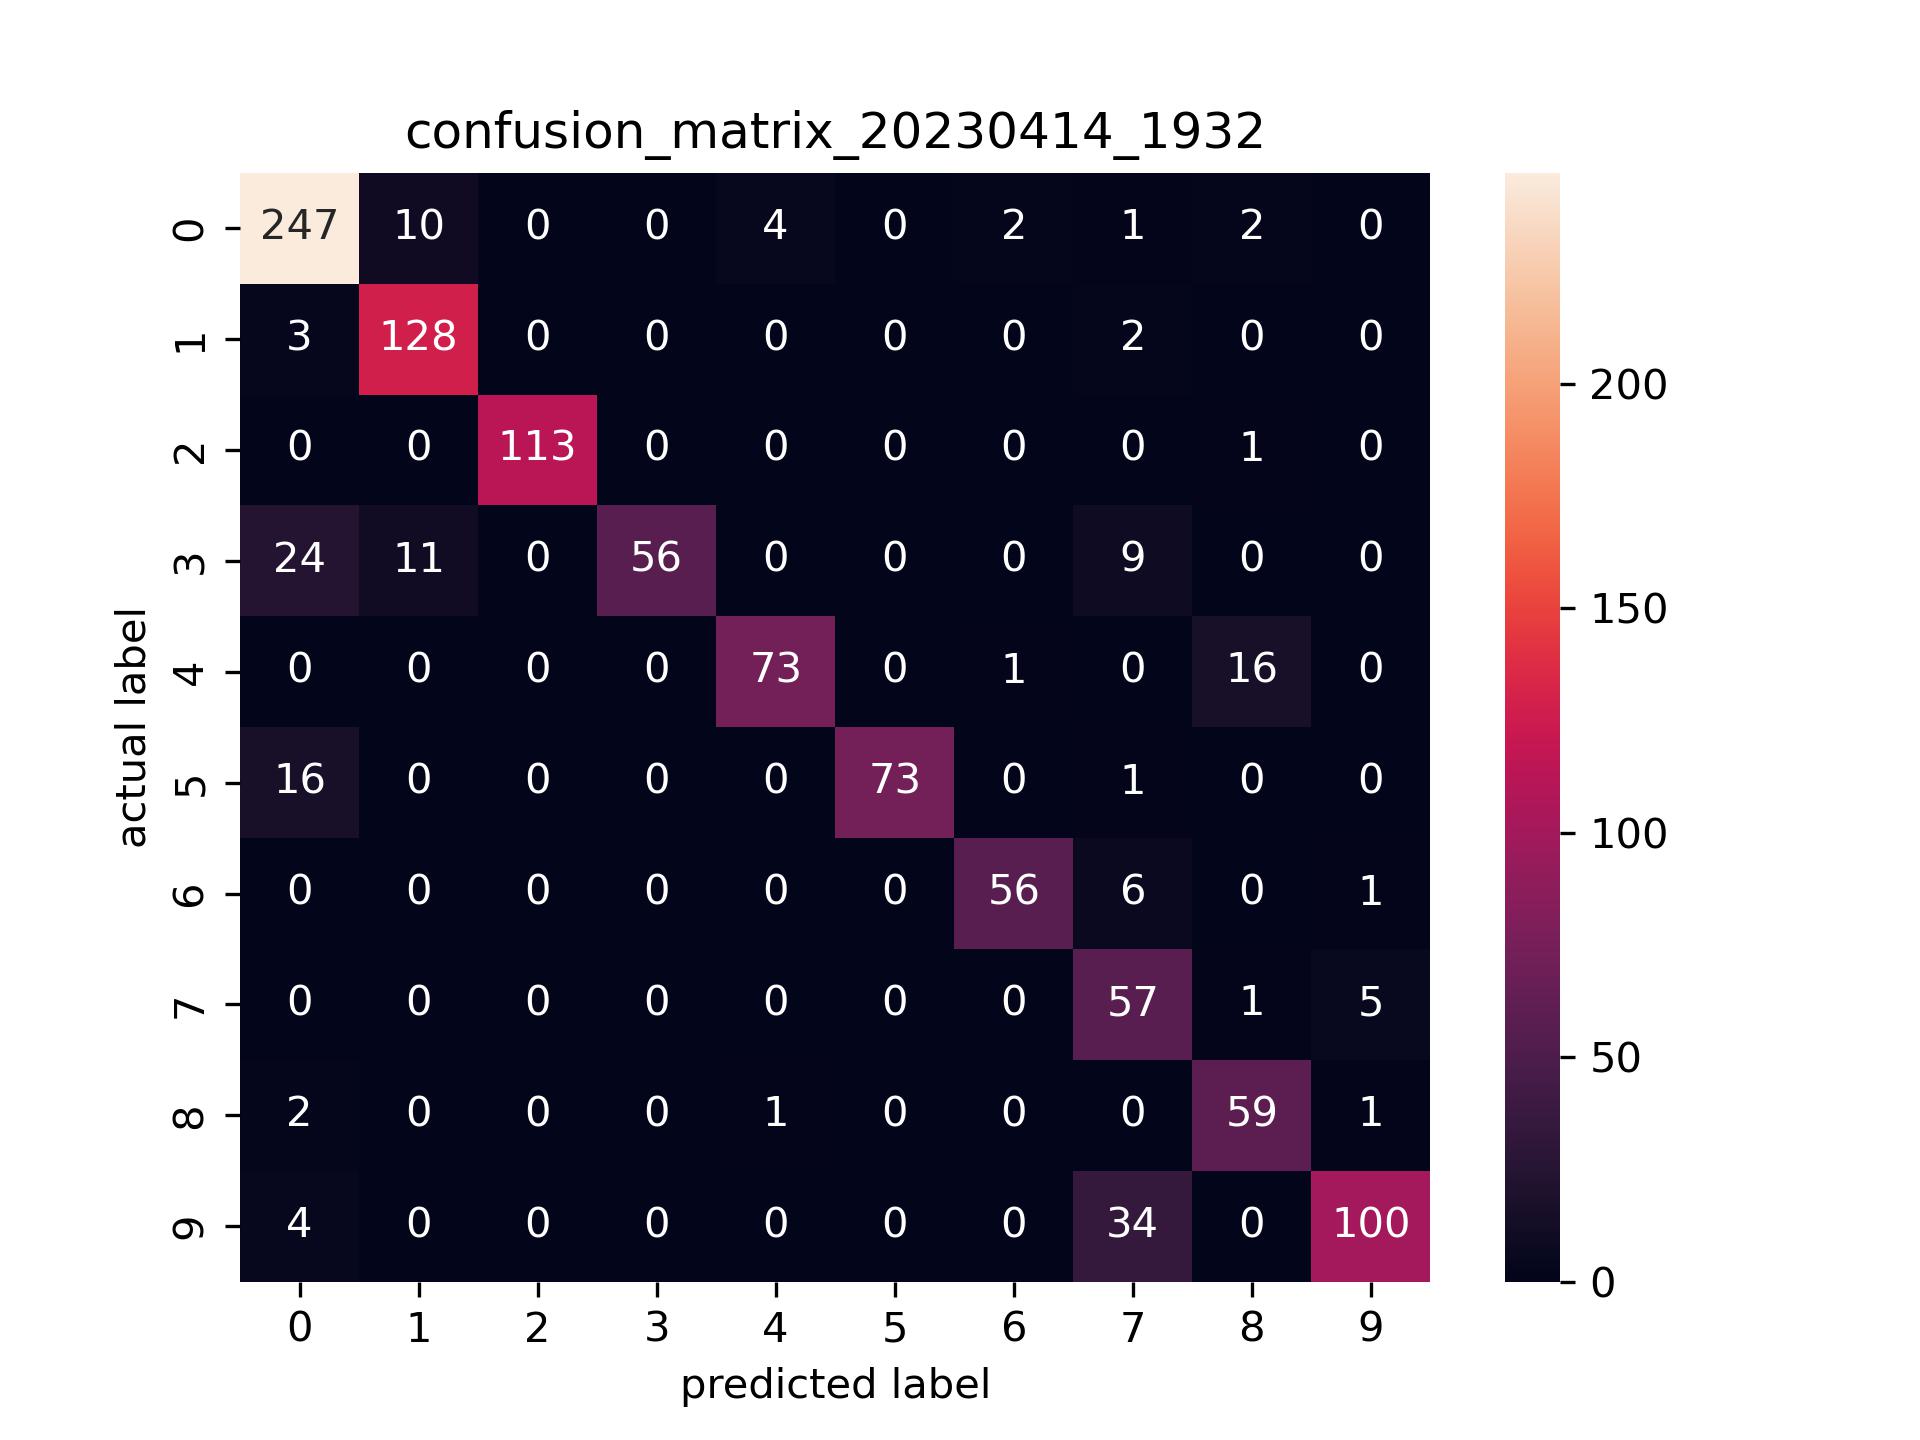 confusion_matrix_20230414_1932
0 247 10 0 0 4 0 2 1 2 0
1 3 128 0 0 0 0 0 2 0 0
2 0 0 113 0 0 0 0 0 1 0
3 24 11 0 56 0 0 0 9 0 0
4 0 0 0 0 73 0 1 0 16 0
5 16 0 0 0 0 73 0 1 0 0
6 0 0 0 0 0 0 56 6 0 1
7 0 0 0 0 0 0 0 57 1 5
8 2 0 0 0 1 0 0 0 59 1
9 4 0 0 0 0 0 0 34 0 100
0 1 2 3 4 5 6 7 8 9
predicted label
actual label
200
150
100
50
0